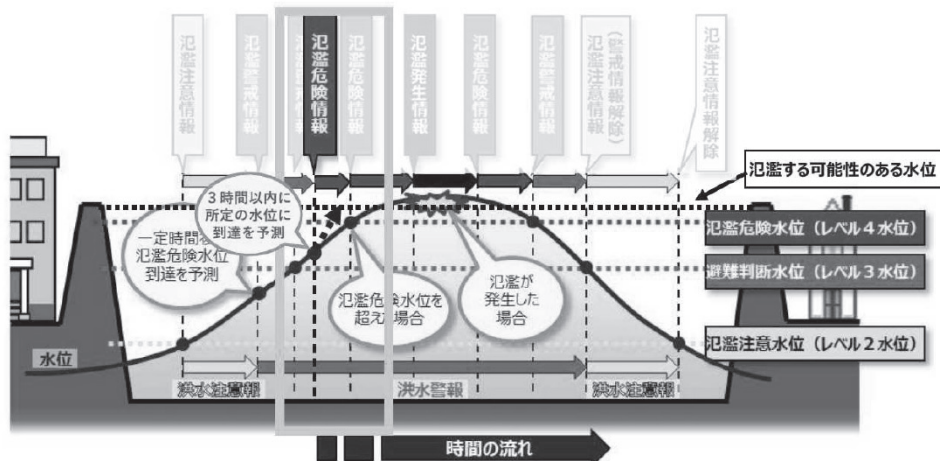 氾濫注意情報
氾濫警戒情報
氾濫危険情報
氾濫危険情報
氾濫発生情報
氾濫危険情報
氾濫警戒情報
氾濫注意情報
(警戒情報解除)
氾濫注意情報解除
氾濫する可能性のある水位
3時間以内に
所定の水位に
到達を予測
一定時間
氾濫危険水位
到達を予測
氾濫危険水位を
超えた場合
氾濫が
発生した
場合
氾濫危険水位(レベル4水位)
避難判断水位(レベル3水位)
氾濫注意水位(レベル2水位)
水位
洪水注意報
洪水警報
洪水注意報
時間の流れ